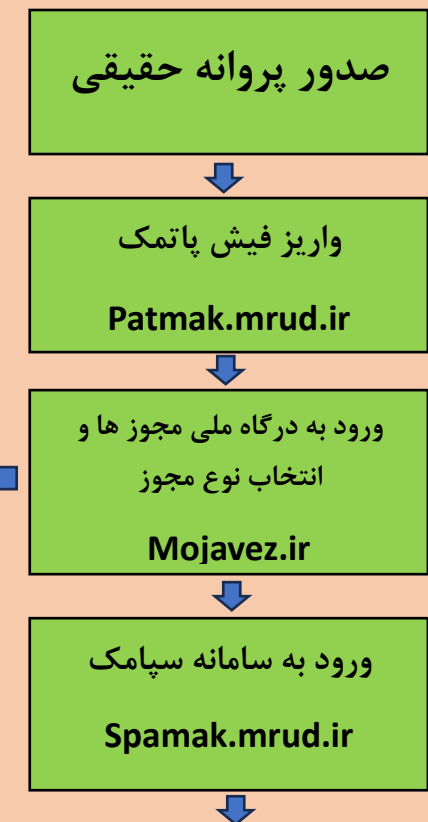 صدور پروانه حقیقی
واریز فیش پاتمک
Patmak.mrud.ir
ورود به درگاه ملی مجوز ها و
انتخاب نوع مجوز
Mojavez.ir
ورود به سامانه سپامک
Spamak.mrud.ir